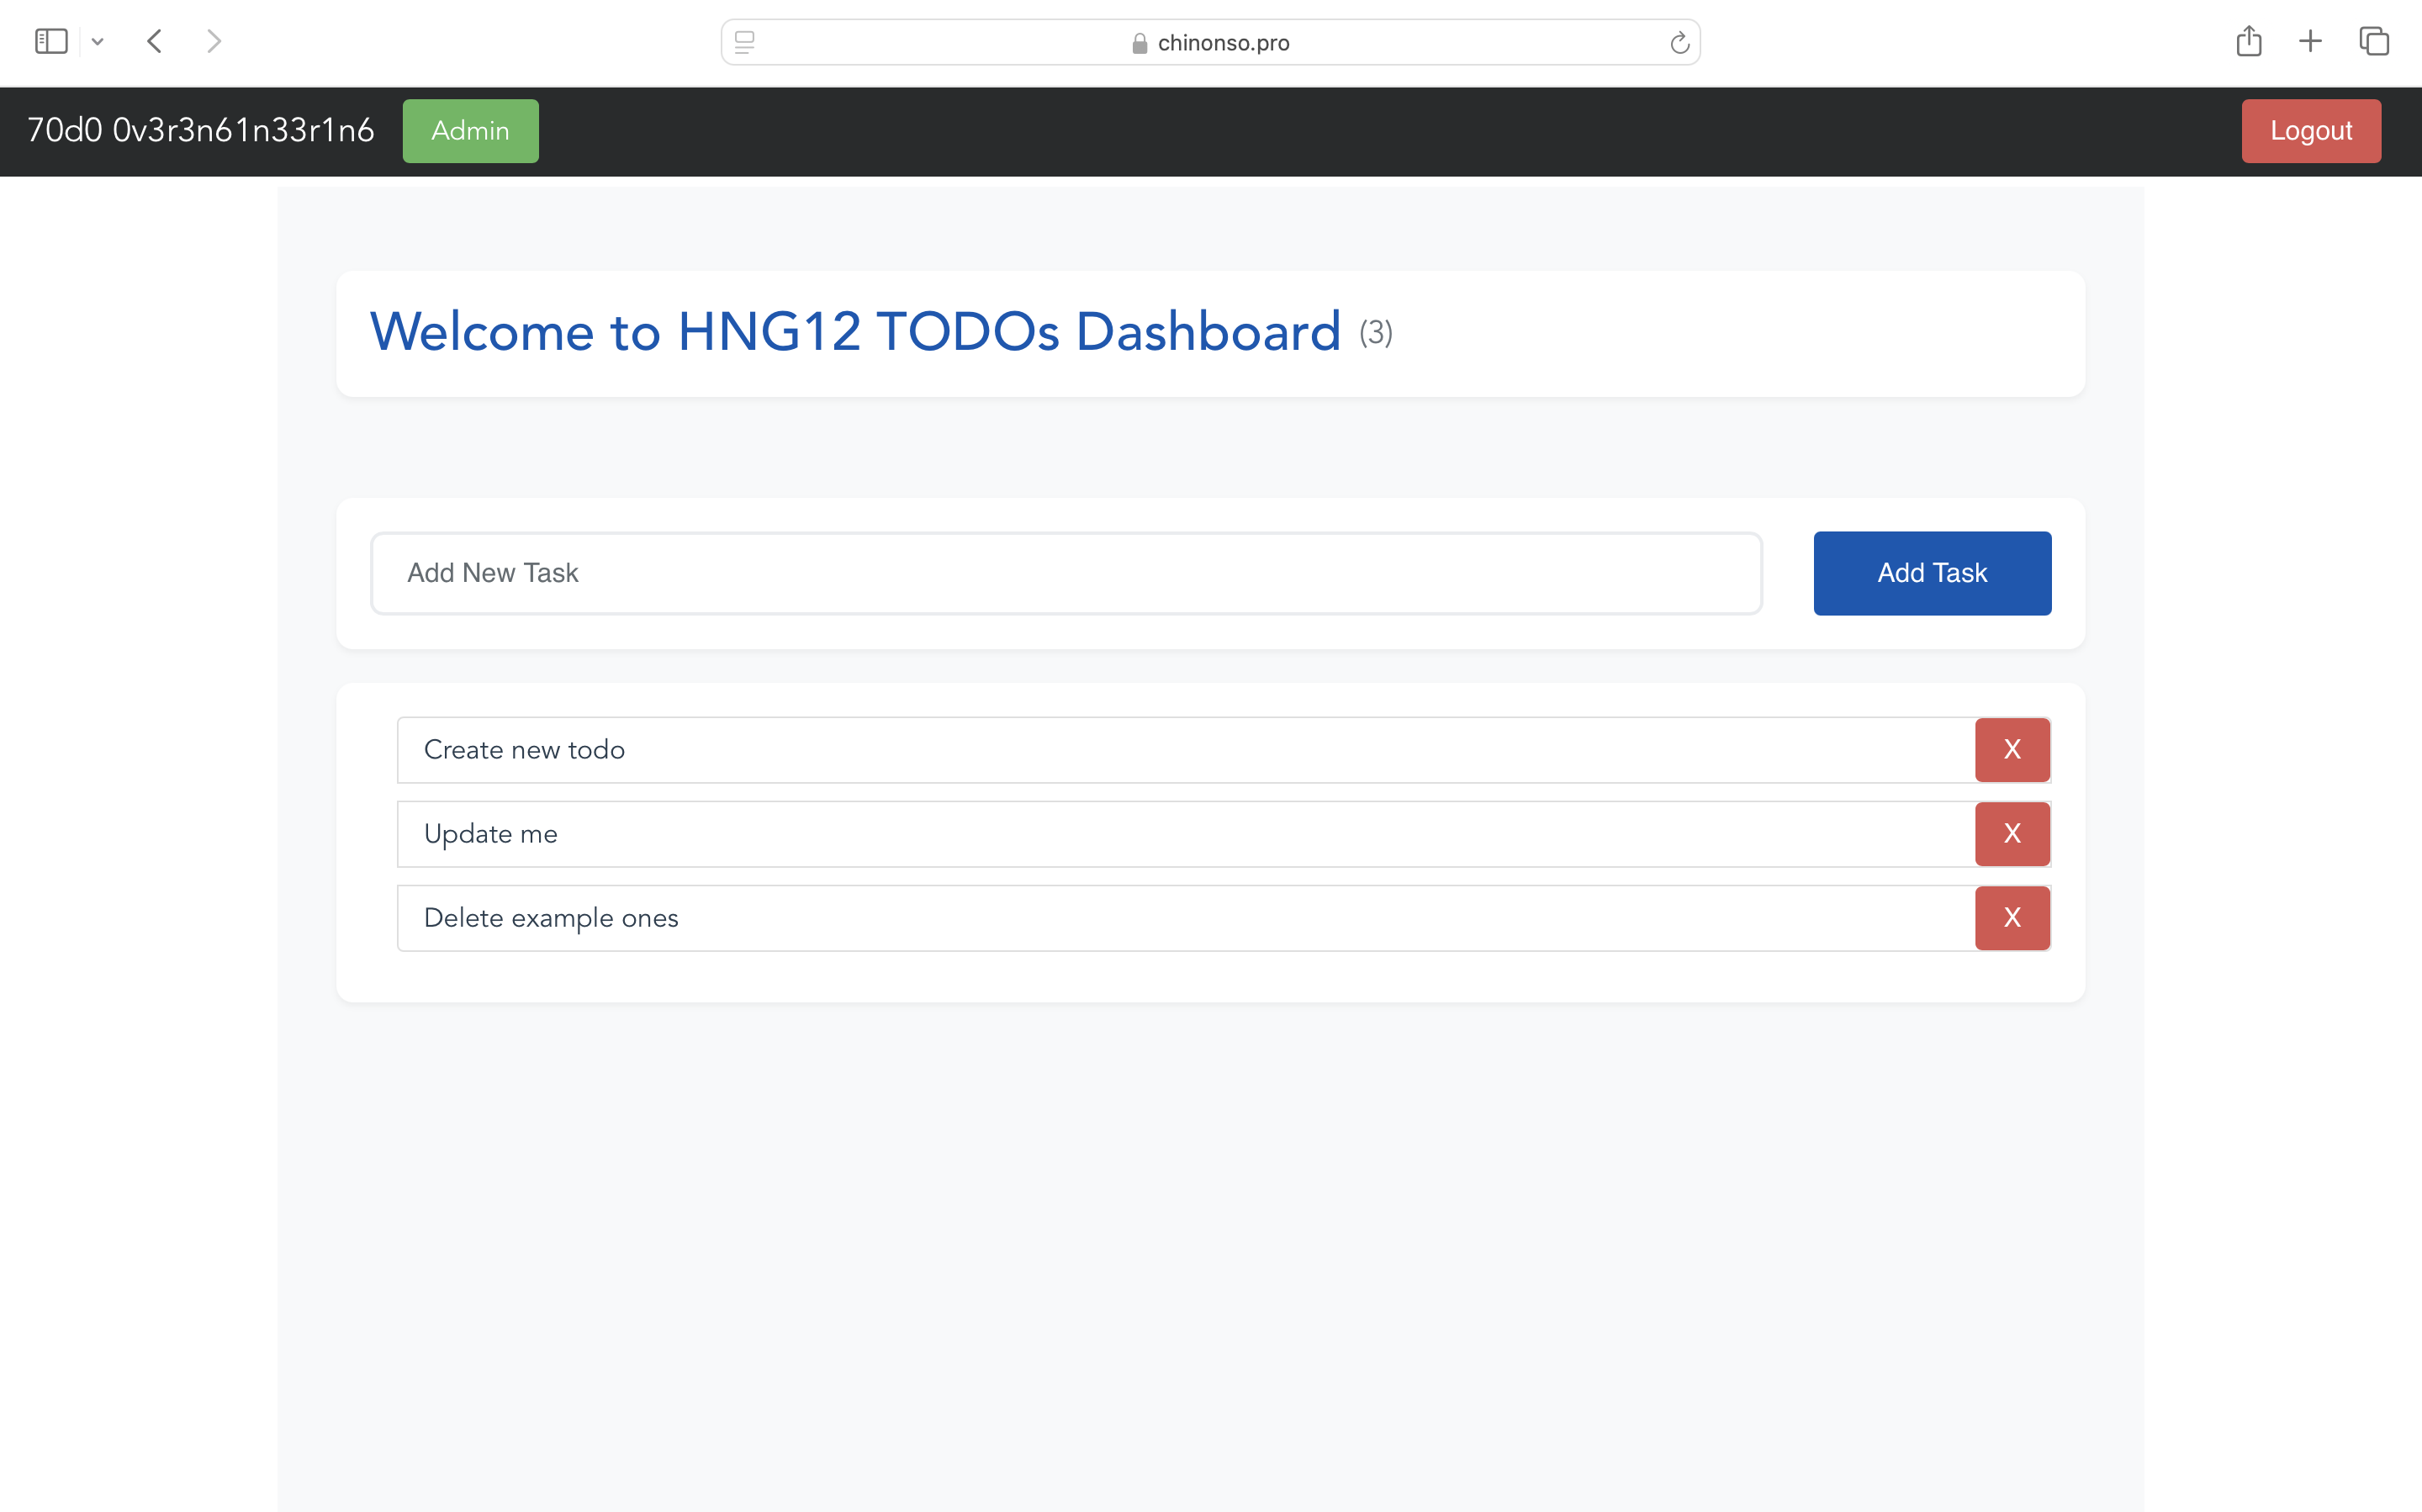 chinonso.pro
70d0 0v3r3n61n33r1n6 Admin Logout
Welcome to HNG12 TODOs Dashboard (3)
Add New Task Add Task
Create new todo X
Update me X
Delete example ones X